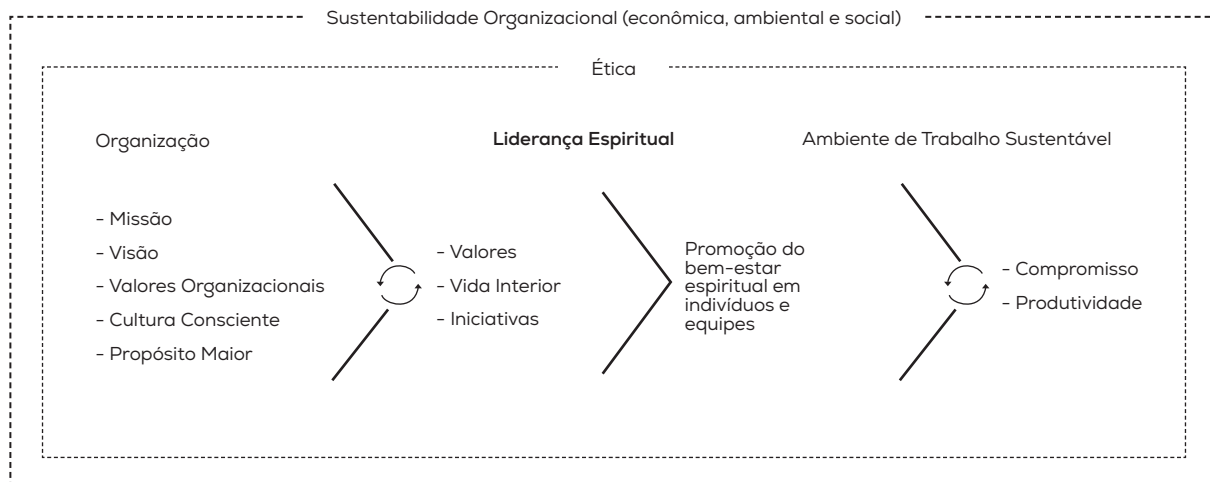 Sustentabilidade Organizacional (econômica, ambiental e social)
Ética
Organização
- Missão
- Visão
- Valores Organizacionais
- Cultura Consciente
- Propósito Maior
Liderança Espiritual
- Valores
- Vida Interior
- Iniciativas
Promoção do
bem-estar
espiritual em
indivíduos e
equipes
Ambiente de Trabalho Sustentável
- Compromisso
- Produtividade